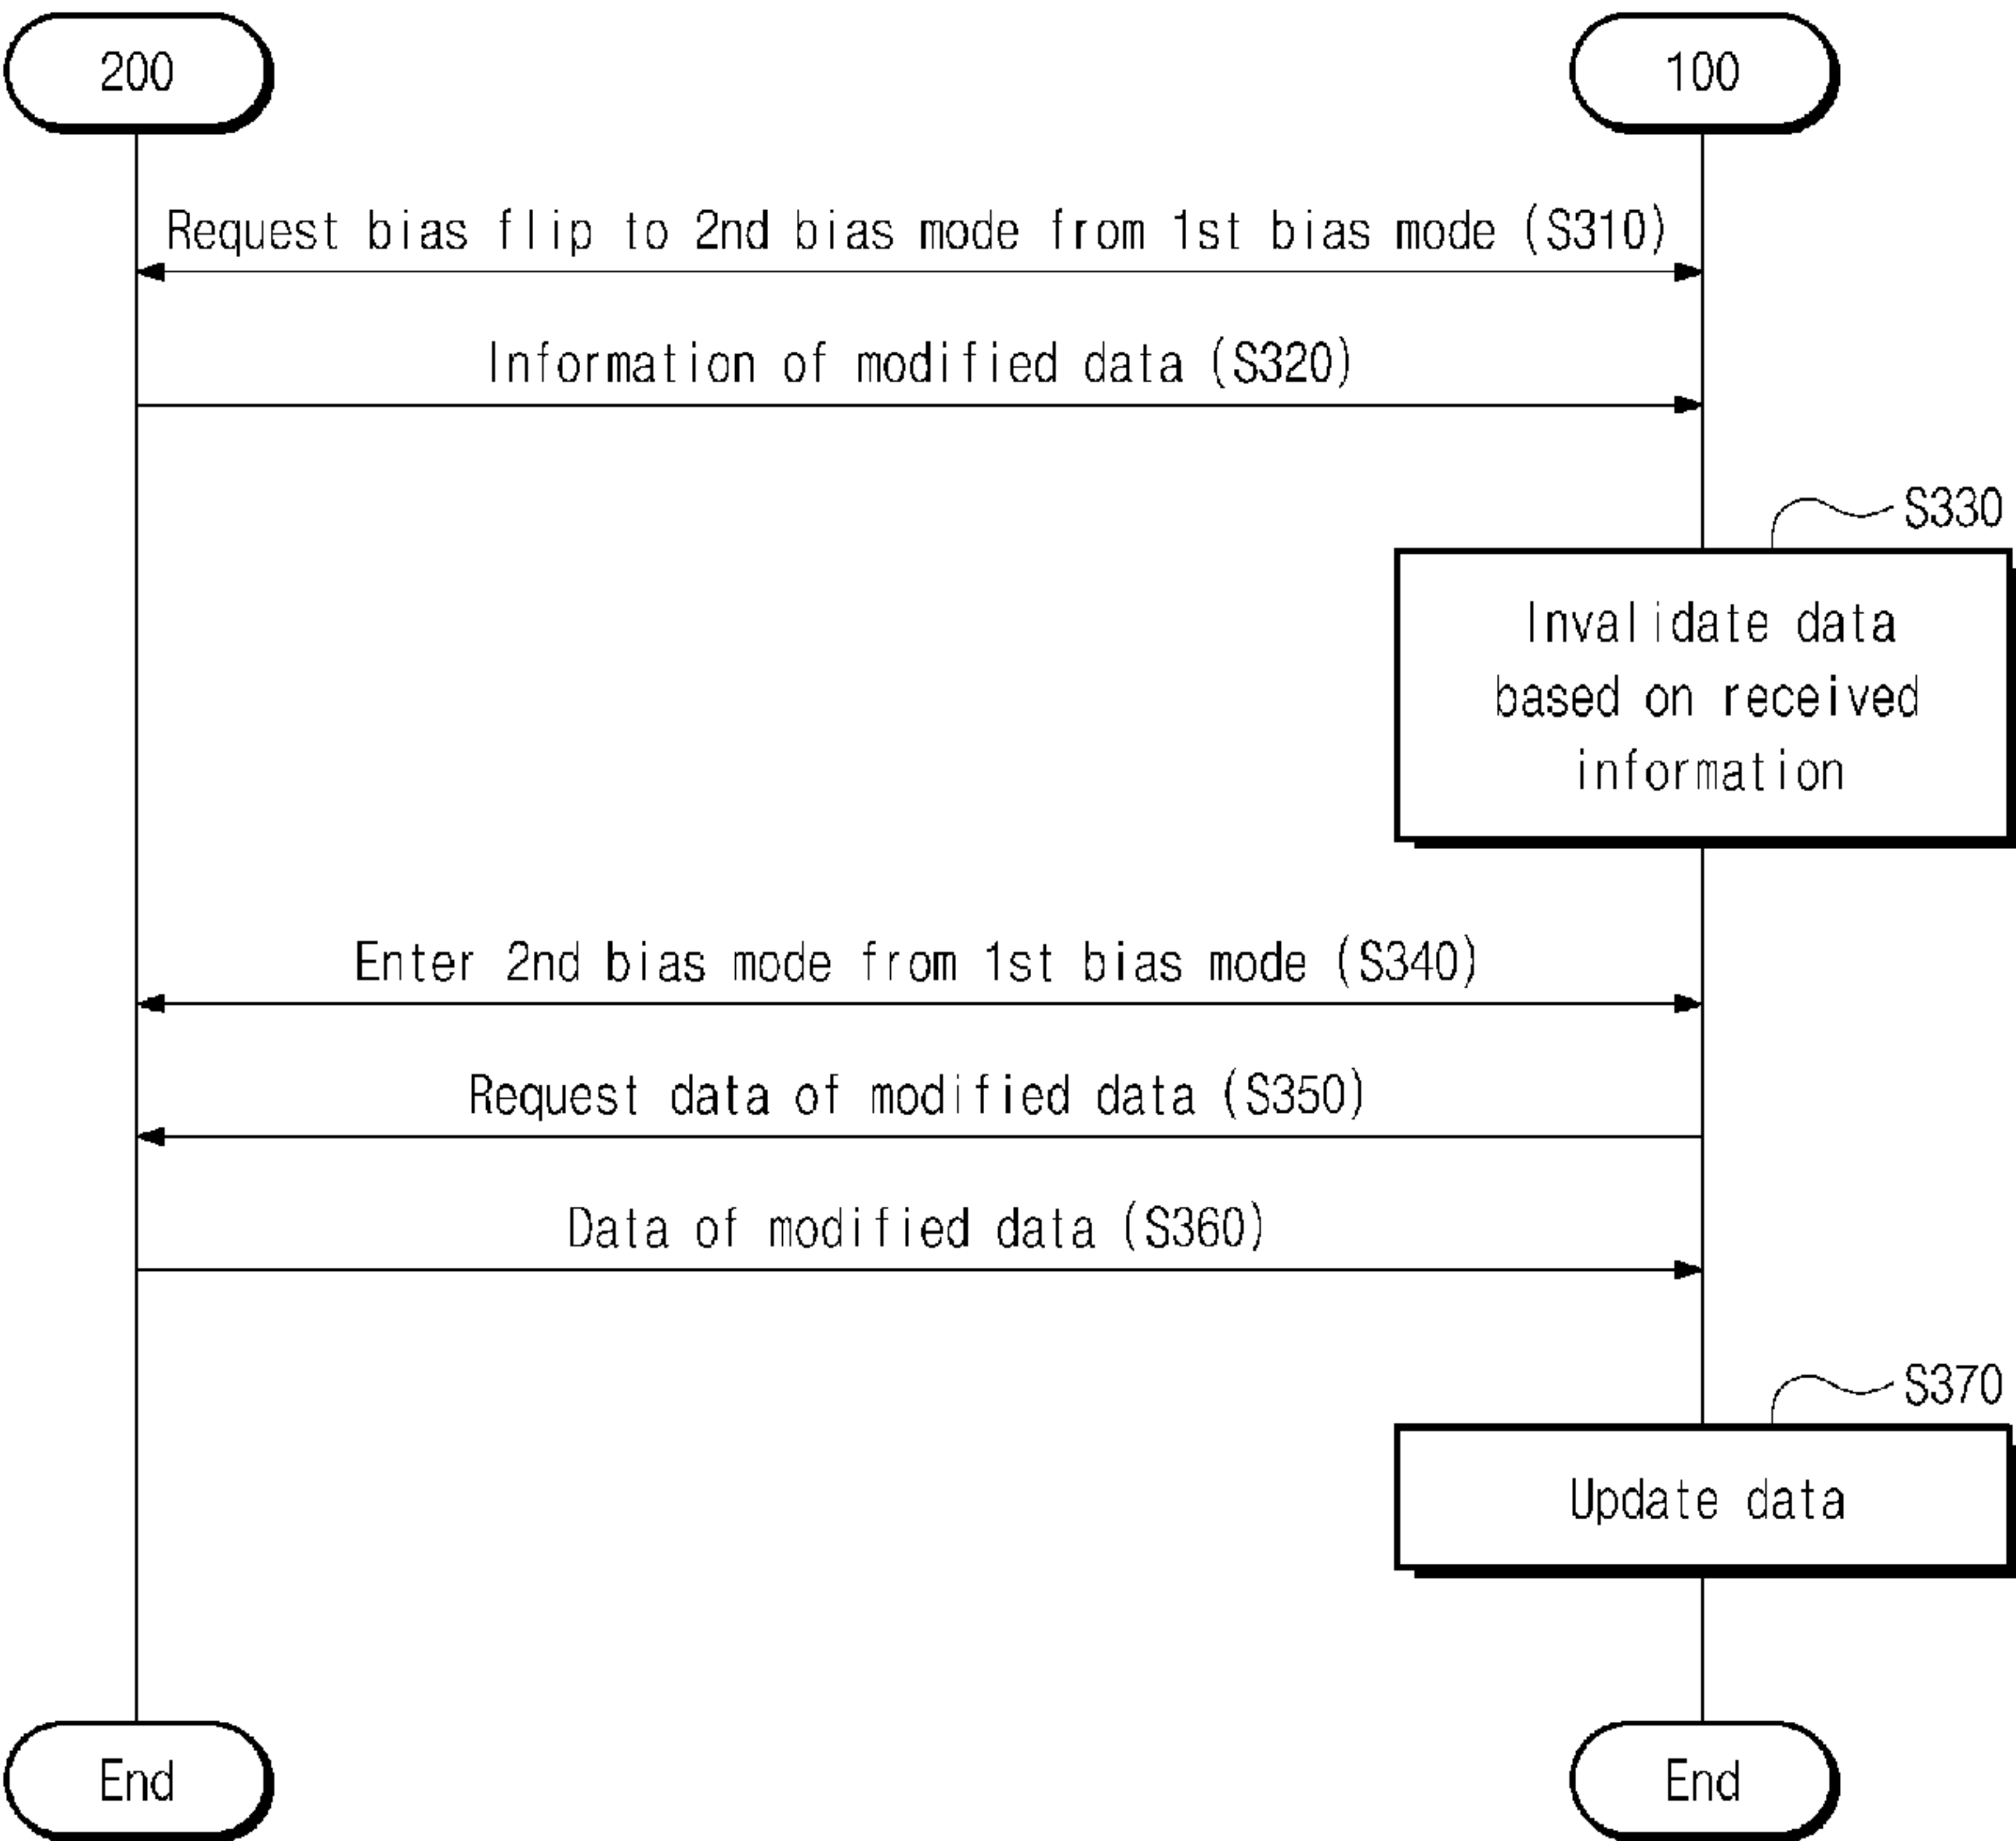 200
100
Request bias flip to 2nd bias mode from 1st bias mode (S310)
Information of modified data (S320)
S330
Invalidate data
based on received
information
Enter 2nd bias mode from 1st bias mode (S340)
Request data of modified data (S350)
Data of modified data (S360)
S370
Update data
End
End